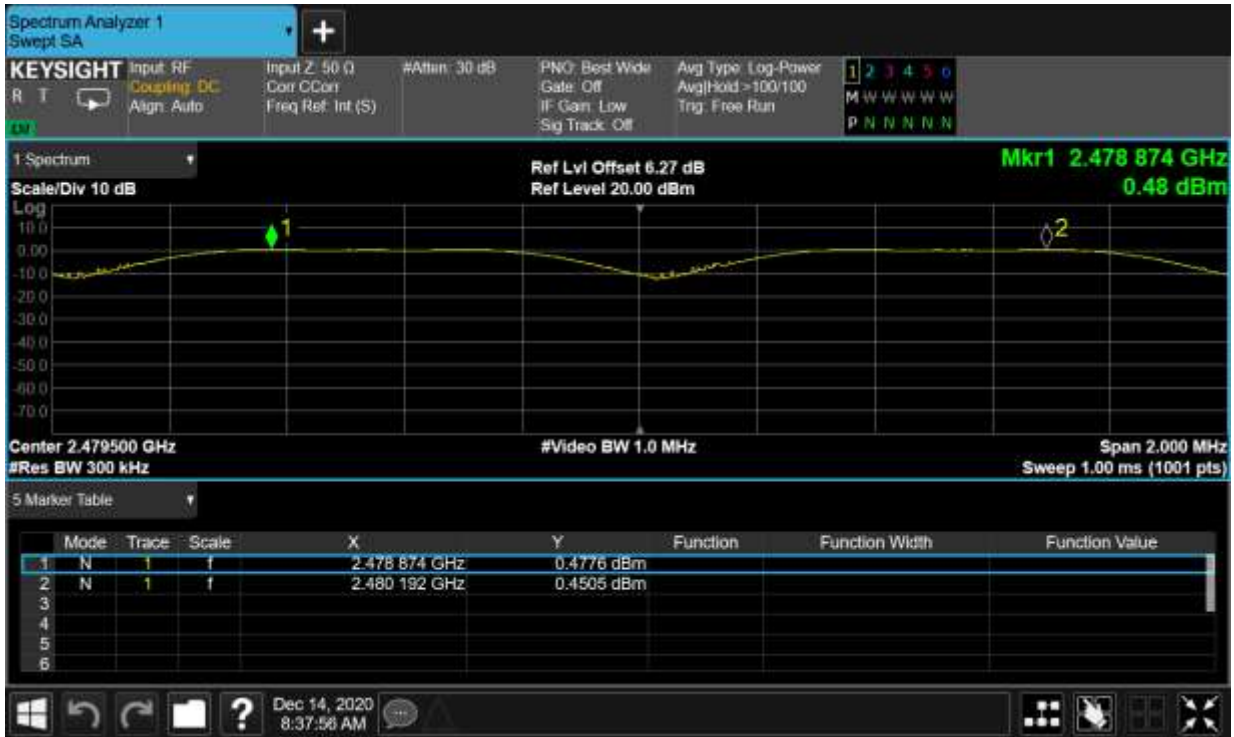 Spectrum Analyzer 1
Swept SA
+
KEYSIGHT Input: RF Input Z: 50 Ω #Atten: 30 dB PNO: Best Wide Avg Type: Log-Power 1 2 3 4 5 6
R T Coupling: DC Corr CCorr Gate: Off Avg|Hold:>100/100 M W W W W W
Align: Auto Freq Ref: Int (S) IF Gain: Low Trig: Free Run P N N N N N
Sig Track: Off
1 Spectrum
Ref Lvl Offset 6.27 dB Mkr1 2.478 874 GHz
Scale/Div 10 dB Ref Level 20.00 dBm 0.48 dBm
Log
10.0
0.00
-10.0
-20.0
-30.0
-40.0
-50.0
-60.0
-70.0
1
2
Center 2.479500 GHz #Video BW 1.0 MHz Span 2.000 MHz
#Res BW 300 kHz Sweep 1.00 ms (1001 pts)
5 Marker Table
Mode Trace Scale X Y Function Function Width Function Value
1 N 1 f 2.478 874 GHz 0.4776 dBm
2 N 1 f 2.480 192 GHz 0.4505 dBm
3
4
5
6
? Dec 14, 2020
8:37:56 AM